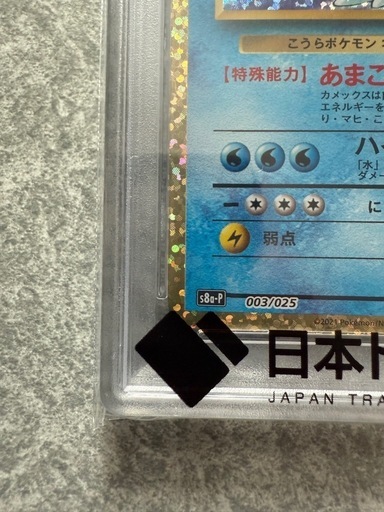 こうらポケモン
【特殊能力】あまこ
カメックスは
エネルギーを
り・マヒ・こ
ハ
「水」
ダメー
に
弱点
s8a-P 003/025
©2021 Pokémon
日本ト
JAPAN TRA